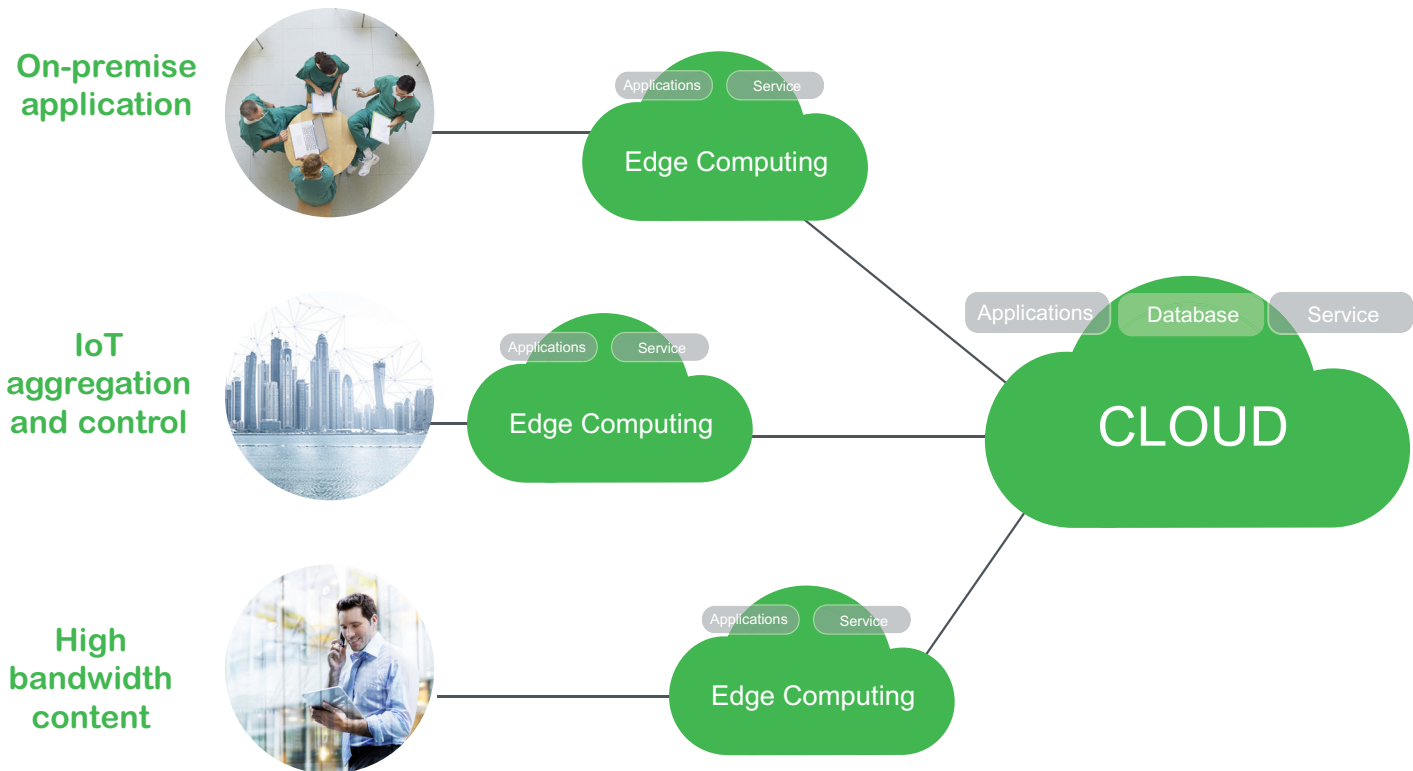 On-premise
application
Applications
Service
Edge Computing
IoT
aggregation
and control
Applications
Service
Edge Computing
Applications
Database
Service
CLOUD
High
bandwidth
content
Applications
Service
Edge Computing